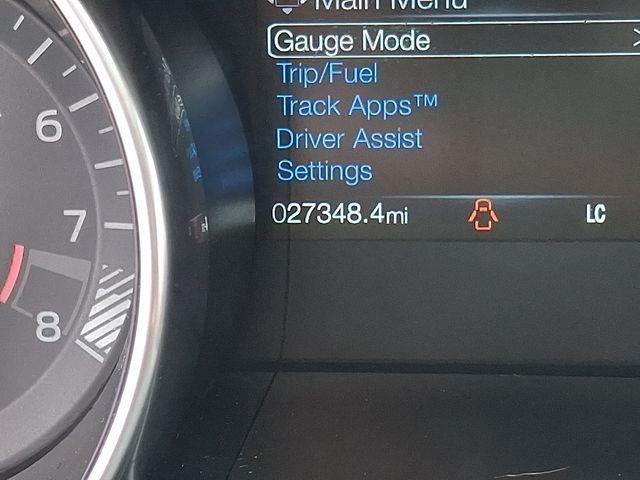 Main Menu
Gauge Mode >
Trip/Fuel
Track Apps™
Driver Assist
Settings
027348.4mi LC
6
7
8